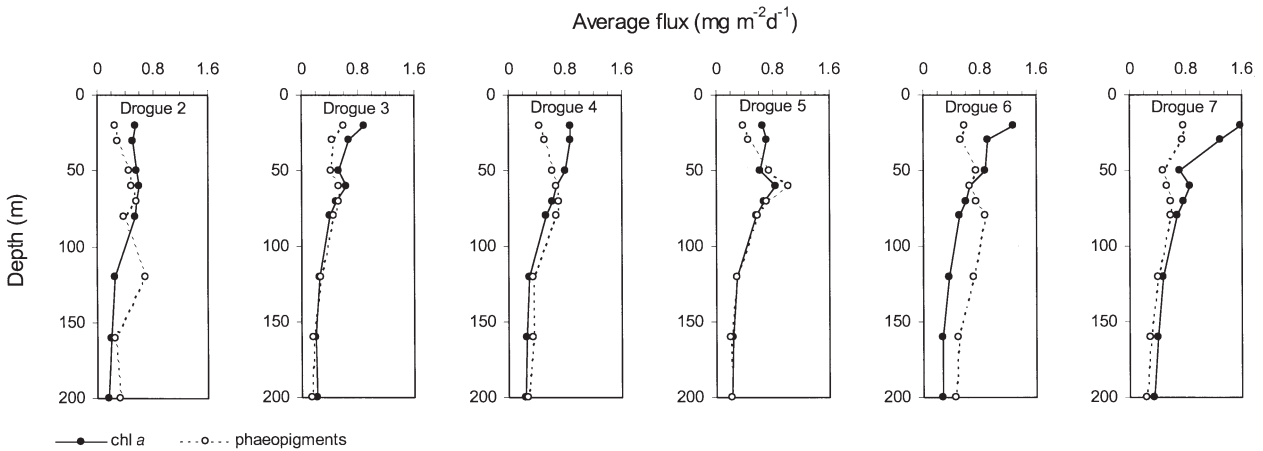 Average flux (mg m-2d-1)
0 0.8 1.6 0 0.8 1.6 0 0.8 1.6 0 0.8 1.6 0 0.8 1.6 0 0.8 1.6
0 0 0 0 0 0
Drogue 2 Drogue 3 Drogue 4 Drogue 5 Drogue 6 Drogue 7
50 50 50 50 50 50
Depth (m)
100 100 100 100 100 100
150 150 150 150 150 150
200 200 200 200 200 200
chl a phaeopigments